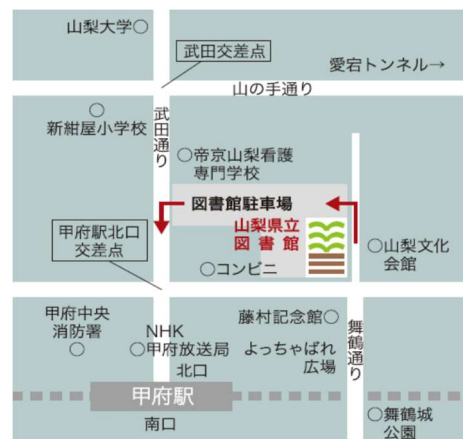 山梨大学
武田交差点
愛宕トンネル→
山の手通り
新紺屋小学校
武田通り
帝京山梨看護
専門学校
図書館駐車場
山梨県立
図書館
甲府駅北口
交差点
コンビニ
山梨文化
会館
甲府中央
消防署
NHK
甲府放送局
北口
藤村記念館
よっちゃばれ
広場
舞鶴通り
甲府駅
南口
舞鶴城
公園